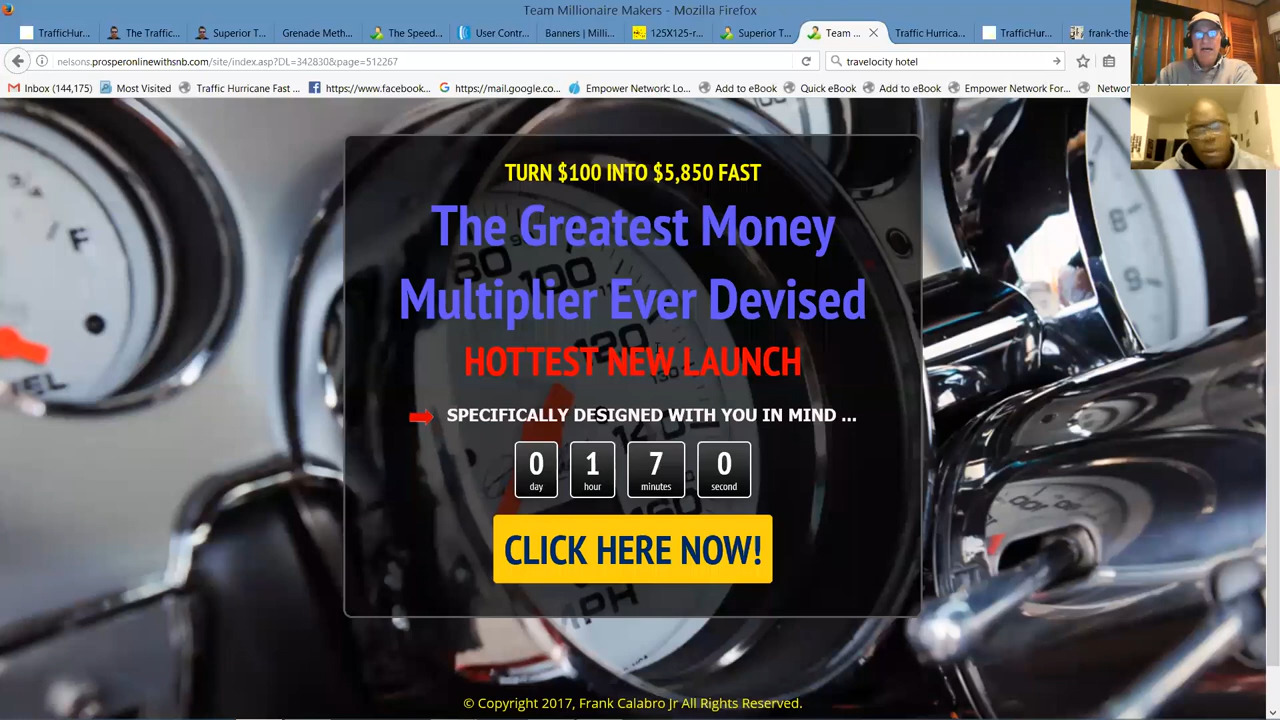 Team Millionaire Makers - Mozilla Firefox
TrafficHur...
The Traffic...
Superior T...
Grenade Meth...
The Speed...
User Contr...
Banners | Milli...
125X125-r...
Superior T...
Team ...
Traffic Hurrica...
TrafficHur...
frank-the-
nelsons.prosperonlinewithsnb.com/site/index.asp?DL=342830&page=512267
travelocity hotel
Inbox (144,175)
Most Visited
Traffic Hurricane Fast ...
https://www.facebook...
https://mail.google.co...
Empower Network: Lo...
Add to eBook
Quick eBook
Add to eBook
Empower Network For...
Netwo
TURN $100 INTO $5,850 FAST
The Greatest Money
Multiplier Ever Devised
HOTTEST NEW LAUNCH
SPECIFICALLY DESIGNED WITH YOU IN MIND ...
0 1 7 0
day hour minutes second
CLICK HERE NOW!
MPH
© Copyright 2017, Frank Calabro Jr All Rights Reserved.